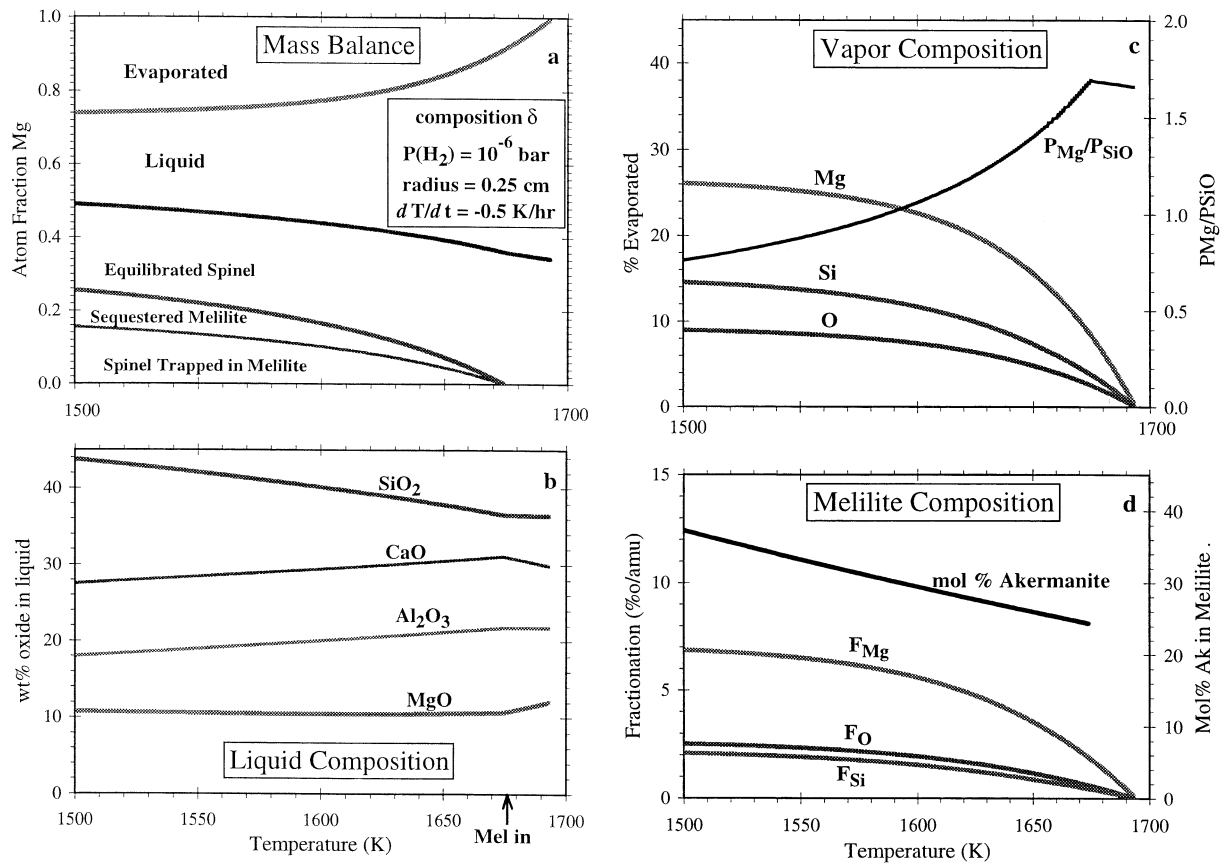 1.0
0.8
0.6
0.4
0.2
0.0
Atom Fraction Mg
Mass Balance
a
Evaporated
Liquid
composition δ
P(H2) = 10-6 bar
radius = 0.25 cm
d T/d t = -0.5 K/hr
Equilibrated Spinel
Sequestered Melilite
Spinel Trapped in Melilite
1500
1700
40
30
20
10
0
% Evaporated
Vapor Composition
c
2.0
1.5
1.0
0.5
0.0
PMg/PSiO
PMg/PSiO
Mg
Si
O
1500
1700
40
30
20
10
0
wt% oxide in liquid
b
SiO2
CaO
Al2O3
MgO
Liquid Composition
1500
1550
1600
1650
1700
Temperature (K)
Mel in
15
10
5
0
Fractionation (‰/amu)
Melilite Composition
d
40
30
20
10
0
Mol% Ak in Melilite .
mol % Akermanite
FMg
FO
FSi
1500
1550
1600
1650
1700
Temperature (K)